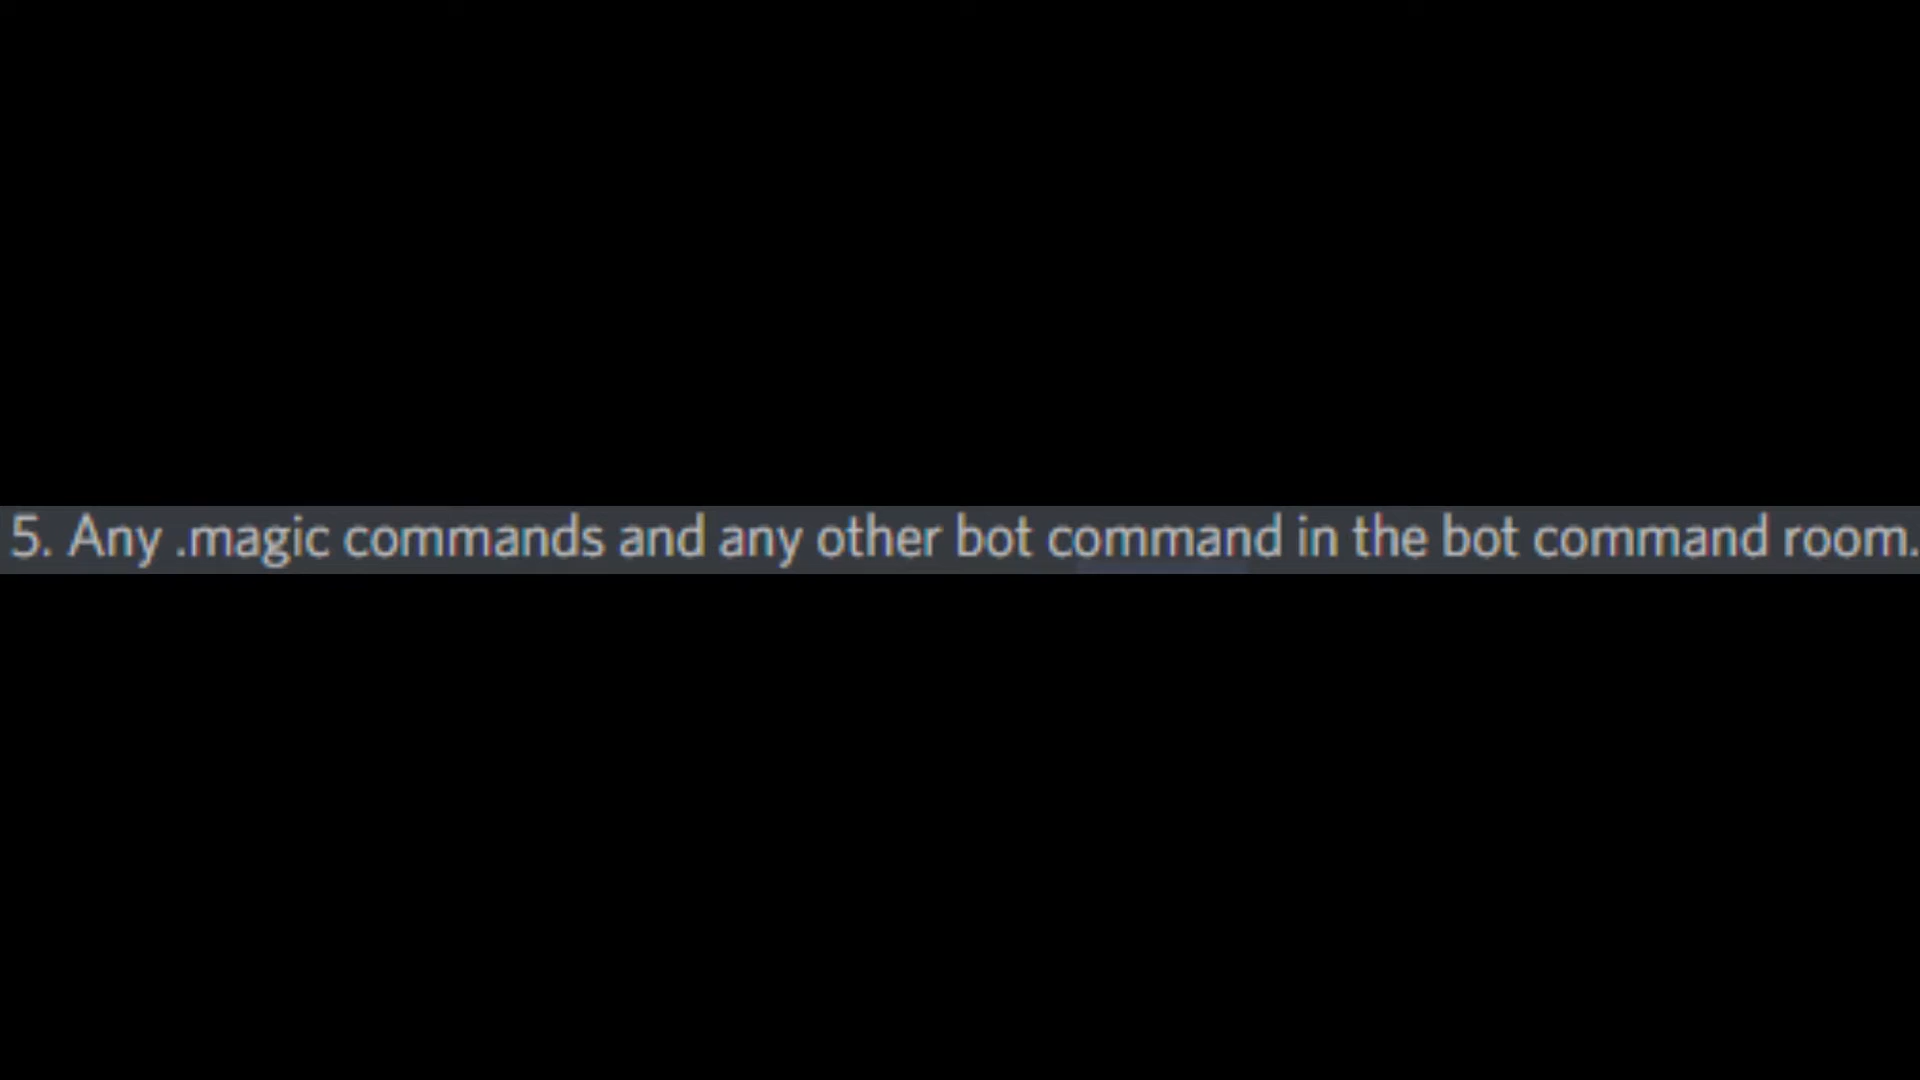 5. Any .magic commands and any other bot command in the bot command room.